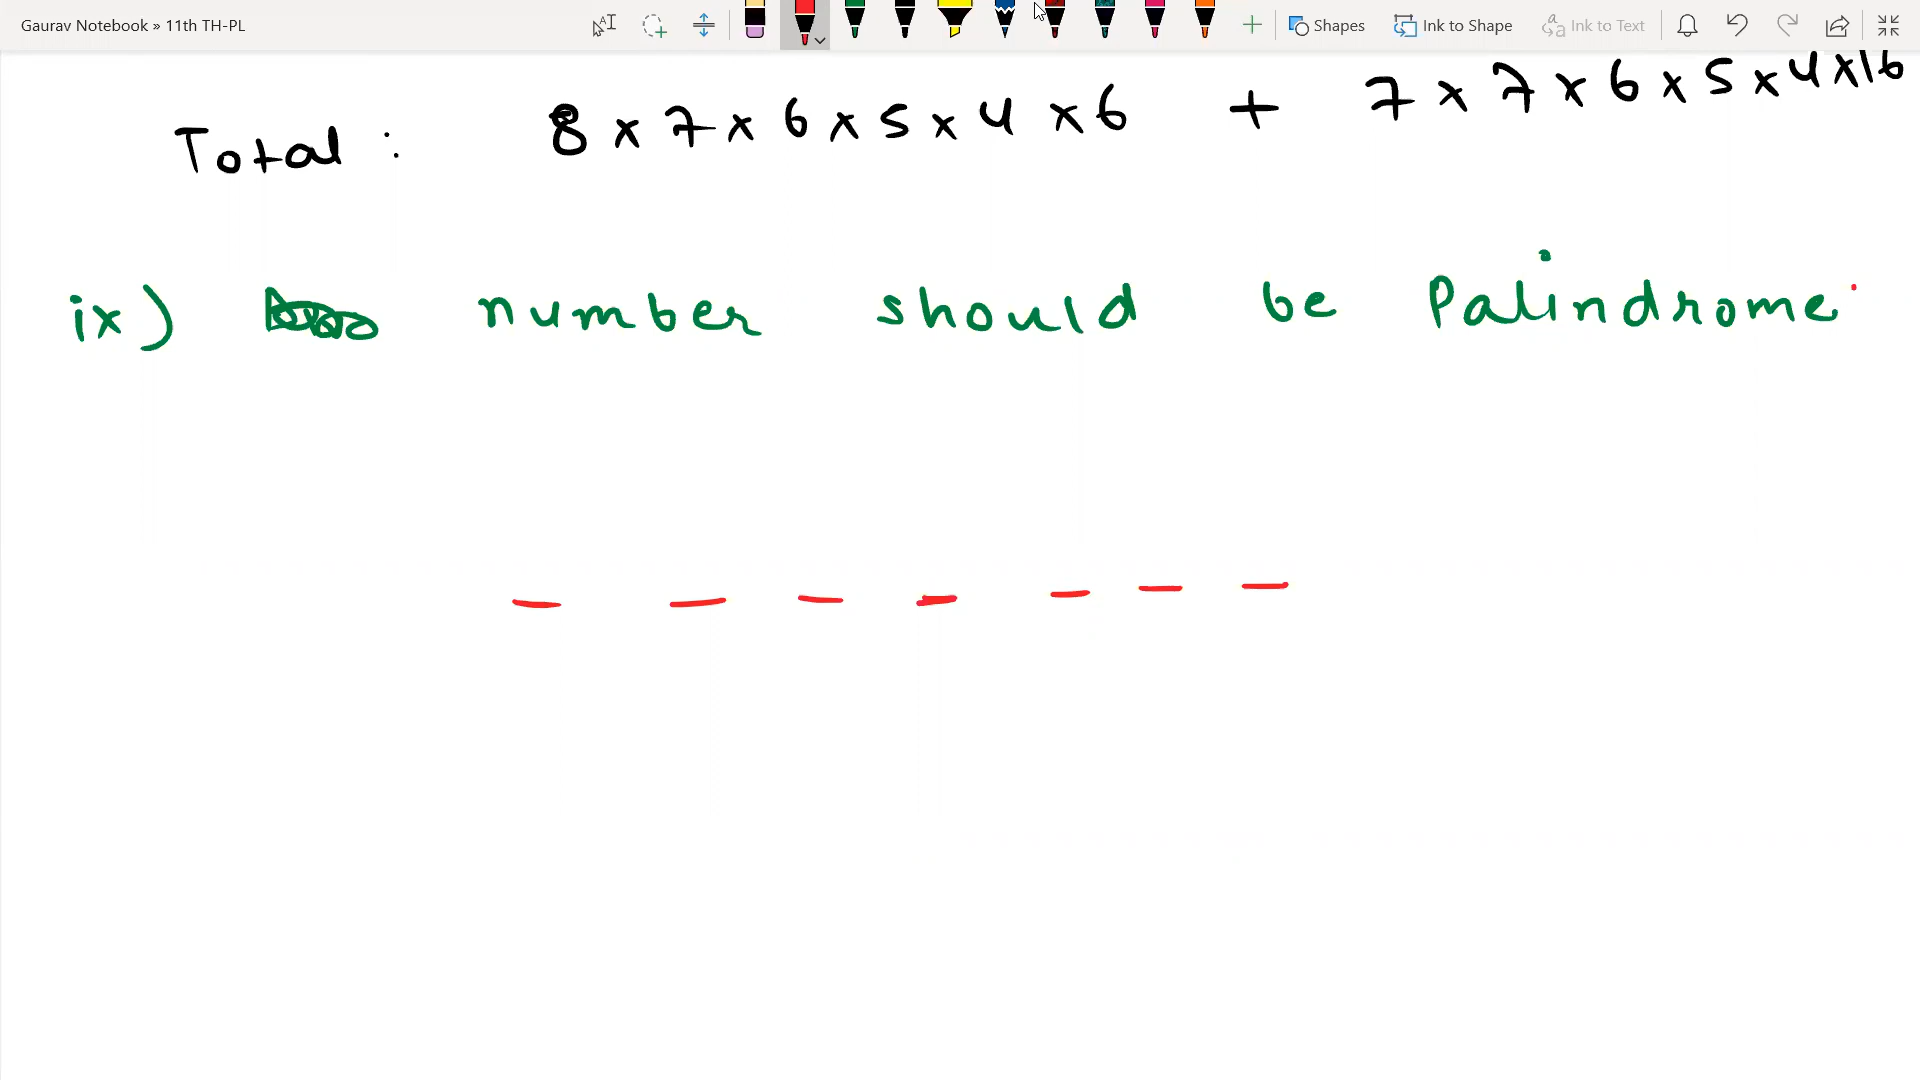 Gaurav Notebook » 11th TH-PL Shapes Ink to Shape Ink to Text
Total : 8 x 7 x 6 x 5 x 4 x 6 + 7 x 7 x 6 x 5 x 4 x 16
ix) number should be Palindrome